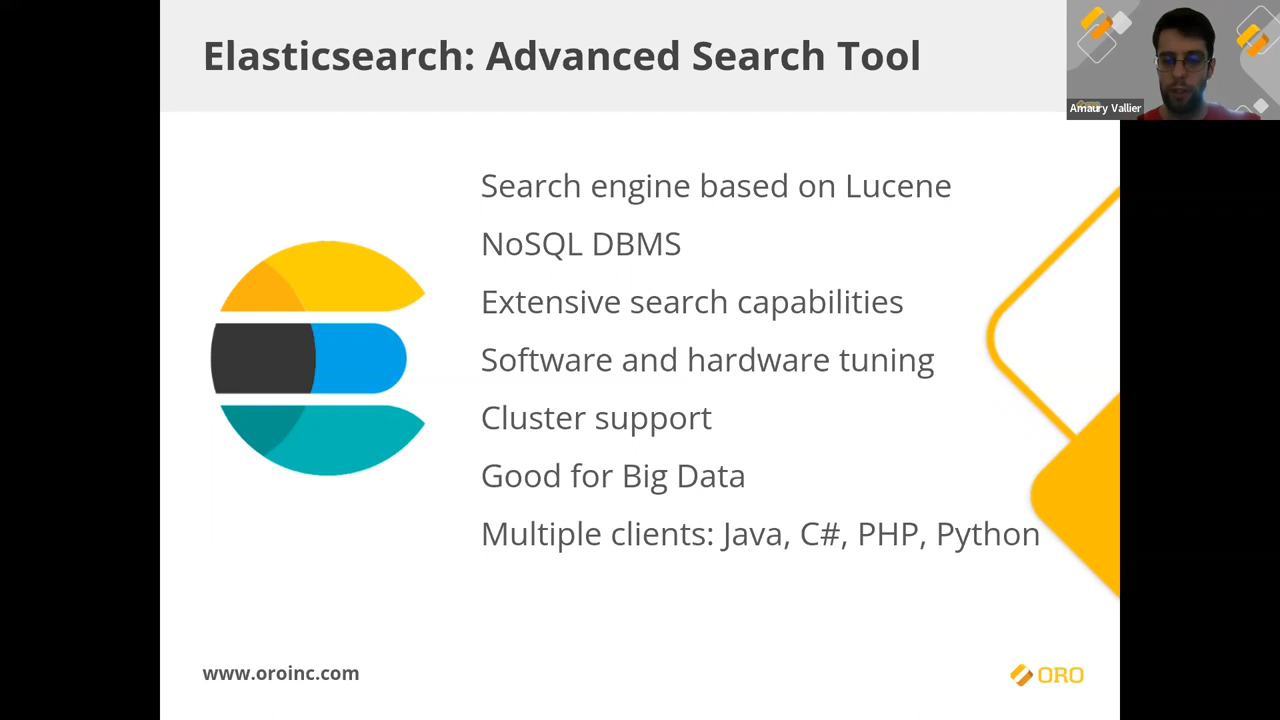 Elasticsearch: Advanced Search Tool
Amaury Vallier
Search engine based on Lucene
NoSQL DBMS
Extensive search capabilities
Software and hardware tuning
Cluster support
Good for Big Data
Multiple clients: Java, C#, PHP, Python
www.oroinc.com
ORO